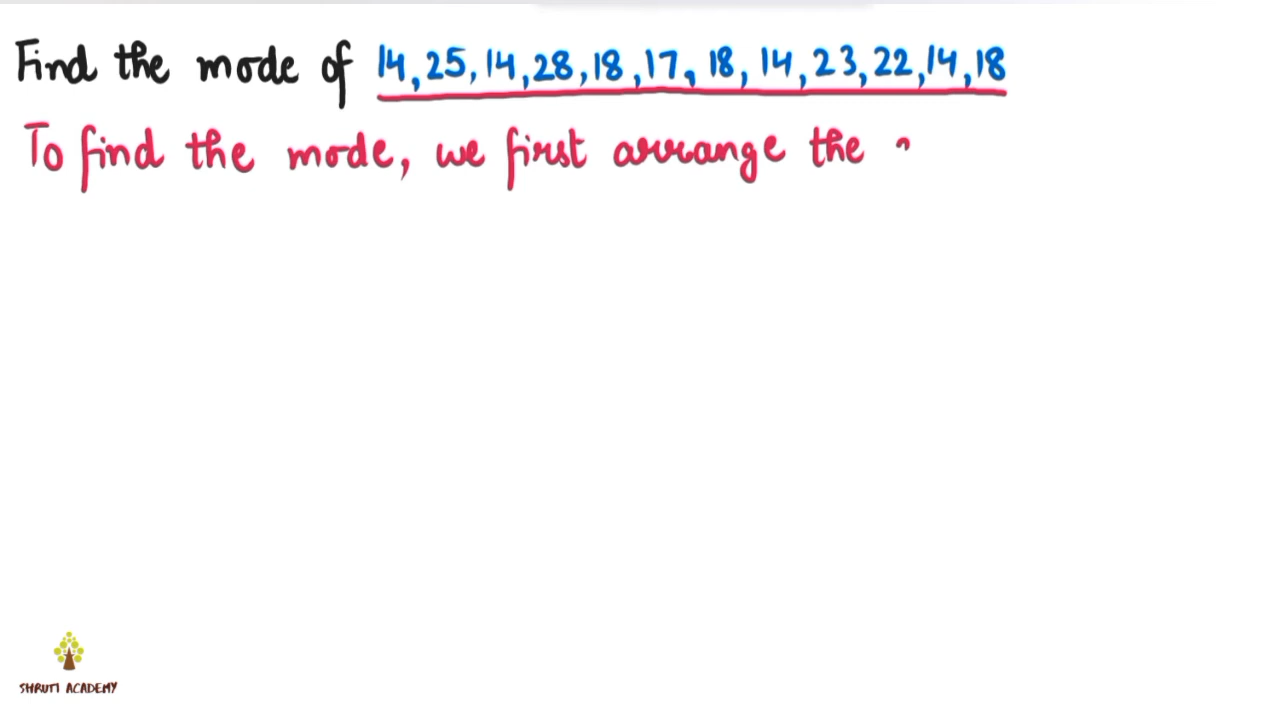 Find the mode of 14, 25, 14, 28, 18, 17, 18, 14, 23, 22, 14, 18
To find the mode, we first arrange the
SHRUTI ACADEMY